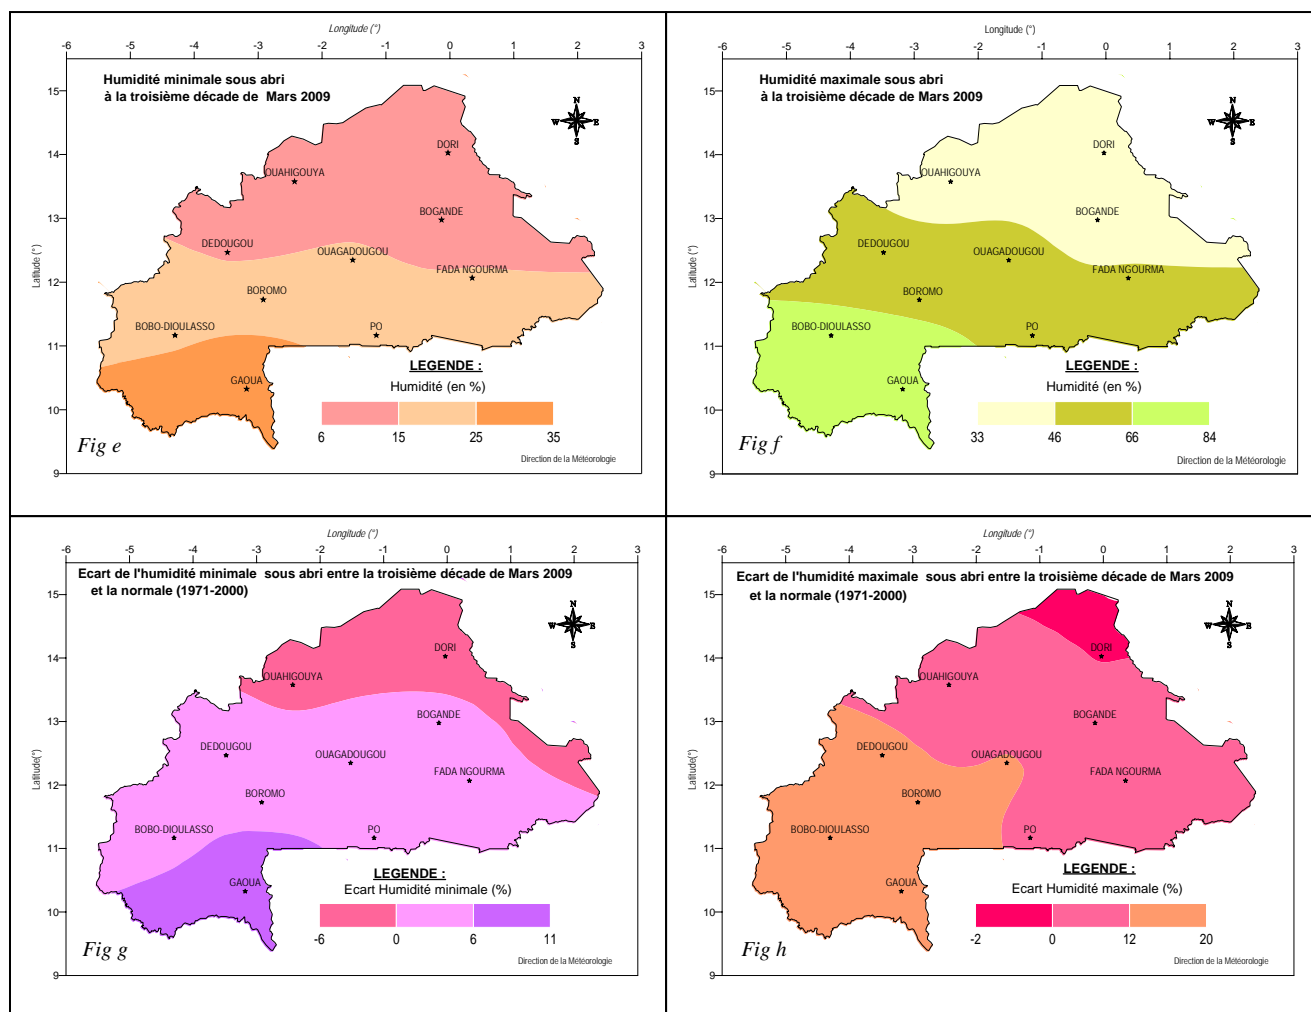 Longitude (°)
-6 -5 -4 -3 -2 -1 0 1 2 3
Humidité minimale sous abri
à la troisième décade de Mars 2009
N
W E
S
15
14
13
12
11
10
9
Latitude (°)
DORI
OUAHIGOUYA
BOGANDE
DEDOUGOU
OUAGADOUGOU
FADA NGOURMA
BOROMO
BOBO-DIOULASSO
PO
GAOUA
LEGENDE :
Humidité (en %)
6 15 25 35
Fig e
Direction de la Météorologie
Longitude (°)
-6 -5 -4 -3 -2 -1 0 1 2 3
Humidité maximale sous abri
à la troisième décade de Mars 2009
N
W E
S
15
14
13
12
11
10
9
Latitude (°)
DORI
OUAHIGOUYA
BOGANDE
DEDOUGOU
OUAGADOUGOU
FADA NGOURMA
BOROMO
BOBO-DIOULASSO
PO
GAOUA
LEGENDE :
Humidité (en %)
33 46 66 84
Fig f
Direction de la Météorologie
Longitude (°)
-6 -5 -4 -3 -2 -1 0 1 2 3
Ecart de l'humidité minimale sous abri entre la troisième décade de Mars 2009
et la normale (1971-2000)
N
W E
S
15
14
13
12
11
10
9
Latitude(°)
DORI
OUAHIGOUYA
BOGANDE
DEDOUGOU
OUAGADOUGOU
FADA NGOURMA
BOROMO
BOBO-DIOULASSO
PO
GAOUA
LEGENDE :
Ecart Humidité minimale (%)
-6 0 6 11
Fig g
Direction de la Météorologie
Longitude (°)
-6 -5 -4 -3 -2 -1 0 1 2 3
Ecart de l'humidité maximale sous abri entre la troisième décade de Mars 2009
et la normale (1971-2000)
N
W E
S
15
14
13
12
11
10
9
Latitude(°)
DORI
OUAHIGOUYA
BOGANDE
DEDOUGOU
OUAGADOUGOU
FADA NGOURMA
BOROMO
BOBO-DIOULASSO
PO
GAOUA
LEGENDE :
Ecart Humidité maximale (%)
-2 0 12 20
Fig h
Direction de la Météorologie